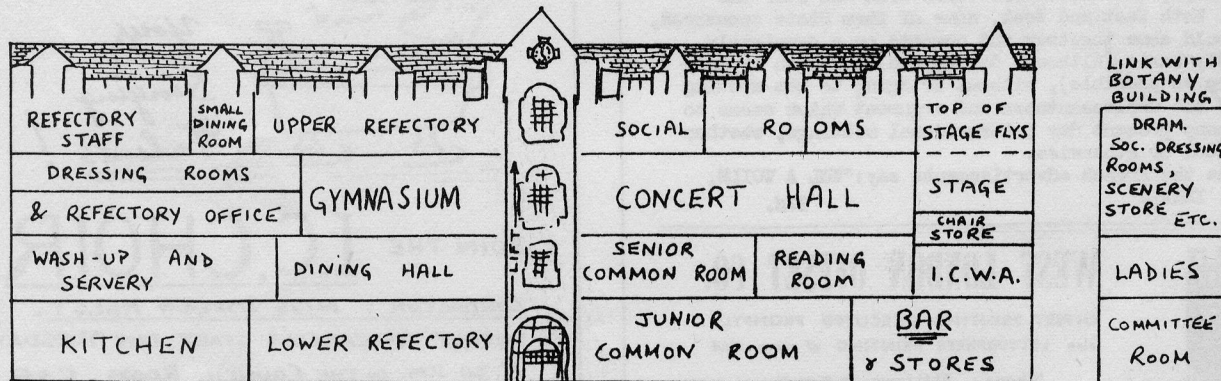 LINK WITH
BOTANY
BUILDING
REFECTORY
STAFF
SMALL
DINING
ROOM
UPPER REFECTORY
SOCIAL ROOMS
TOP OF
STAGE FLYS
DRAM.
SOC. DRESSING
ROOMS,
SCENERY
STORE
ETC.
DRESSING ROOMS
& REFECTORY OFFICE
GYMNASIUM
CONCERT HALL
STAGE
CHAIR
STORE
WASH-UP AND
SERVERY
DINING HALL
LIFT
SENIOR
COMMON ROOM
READING
ROOM
I.C.W.A.
LADIES
KITCHEN
LOWER REFECTORY
JUNIOR
COMMON ROOM
BAR
& STORES
COMMITTEE
ROOM